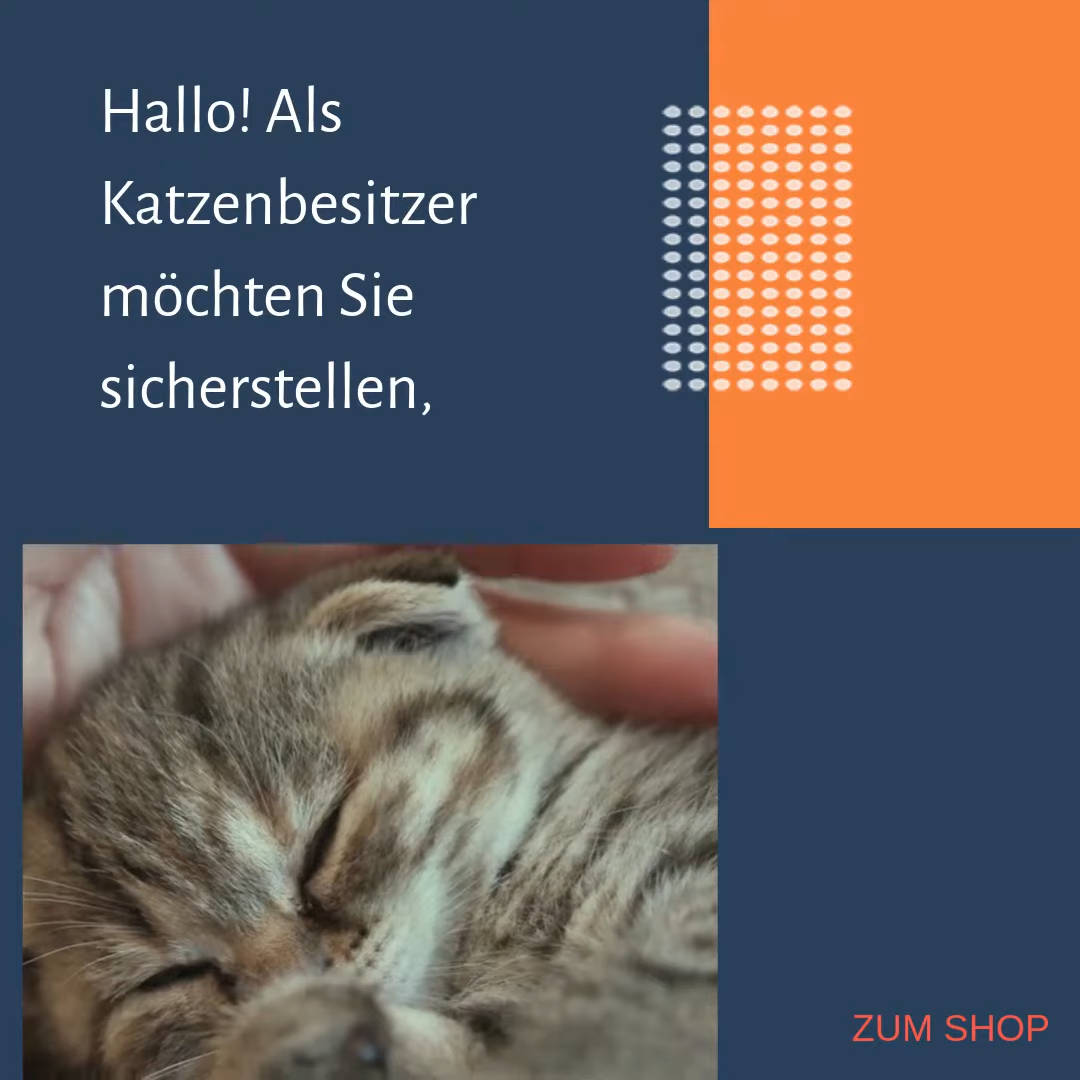 Hallo! Als
Katzenbesitzer
möchten Sie
sicherstellen,
ZUM SHOP